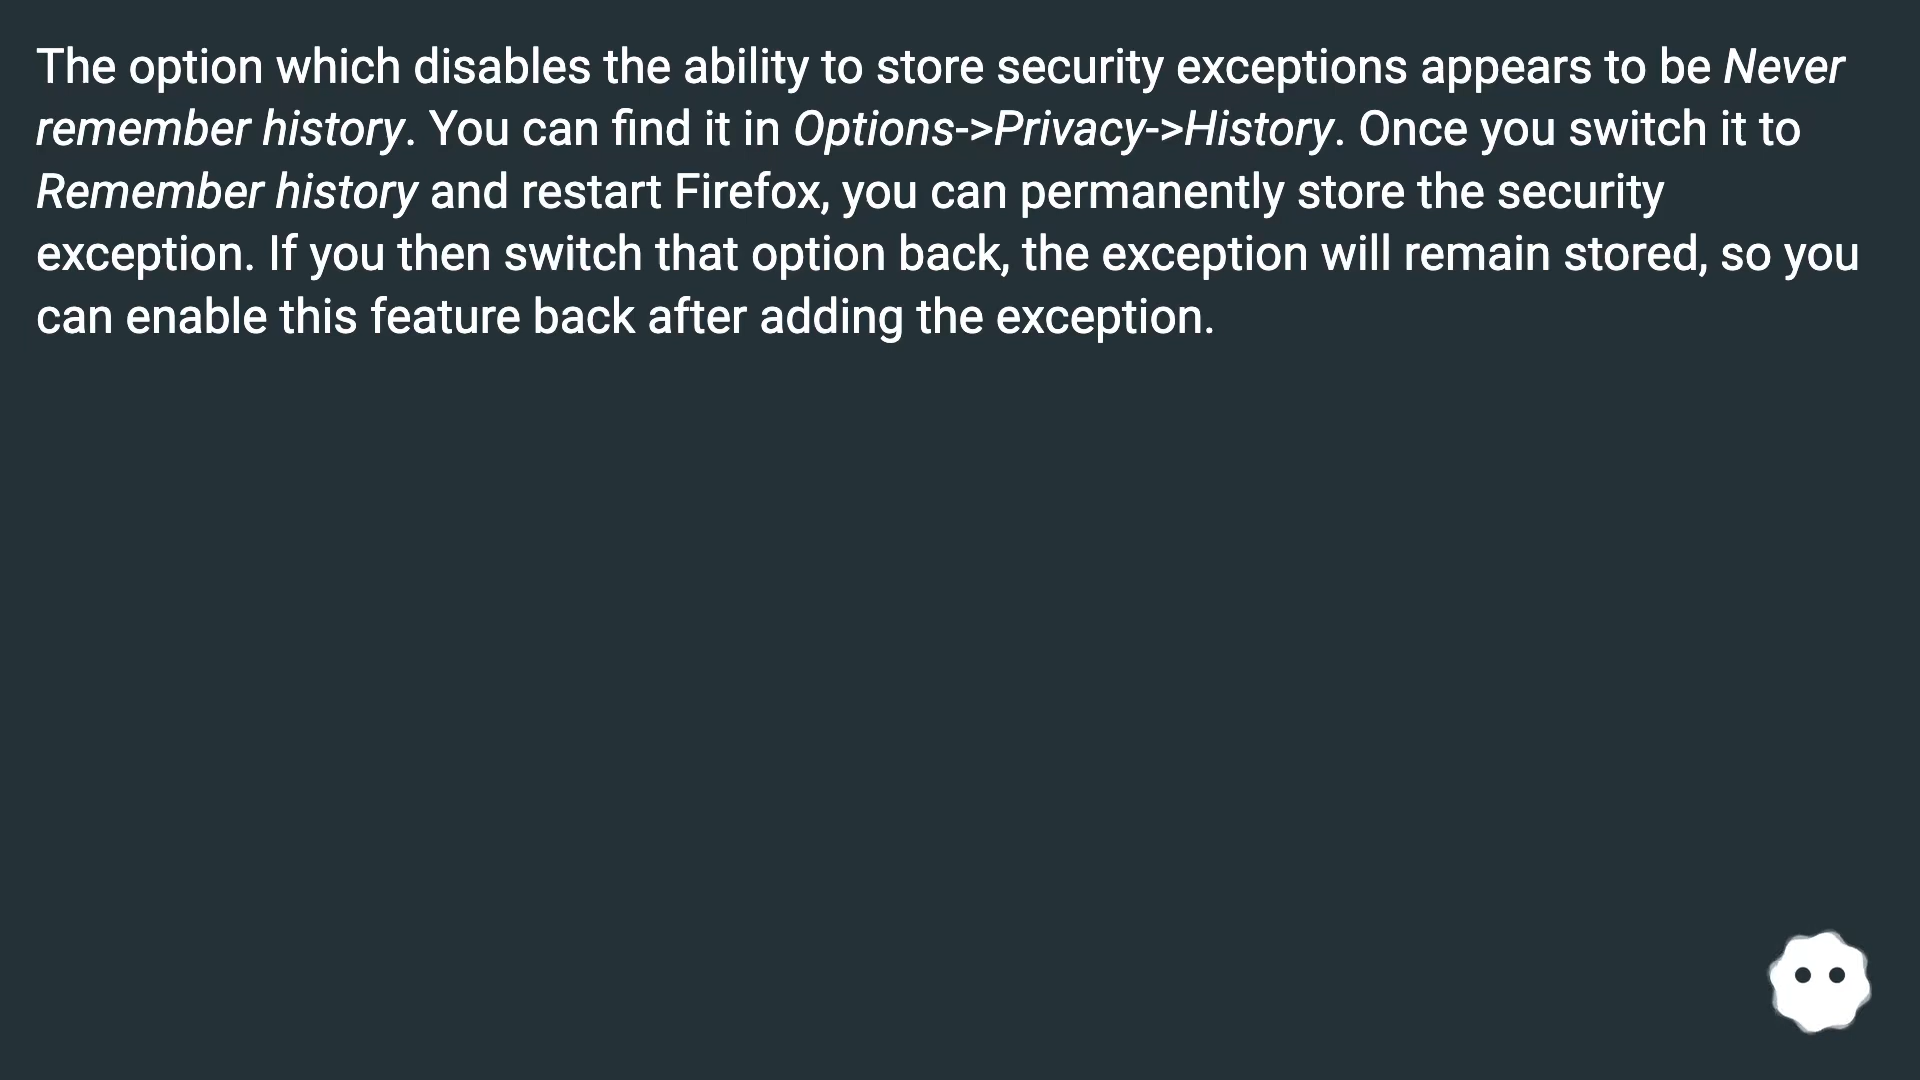 The option which disables the ability to store security exceptions appears to be Never
remember history. You can find it in Options->Privacy->History. Once you switch it to
Remember history and restart Firefox, you can permanently store the security
exception. If you then switch that option back, the exception will remain stored, so you
can enable this feature back after adding the exception.